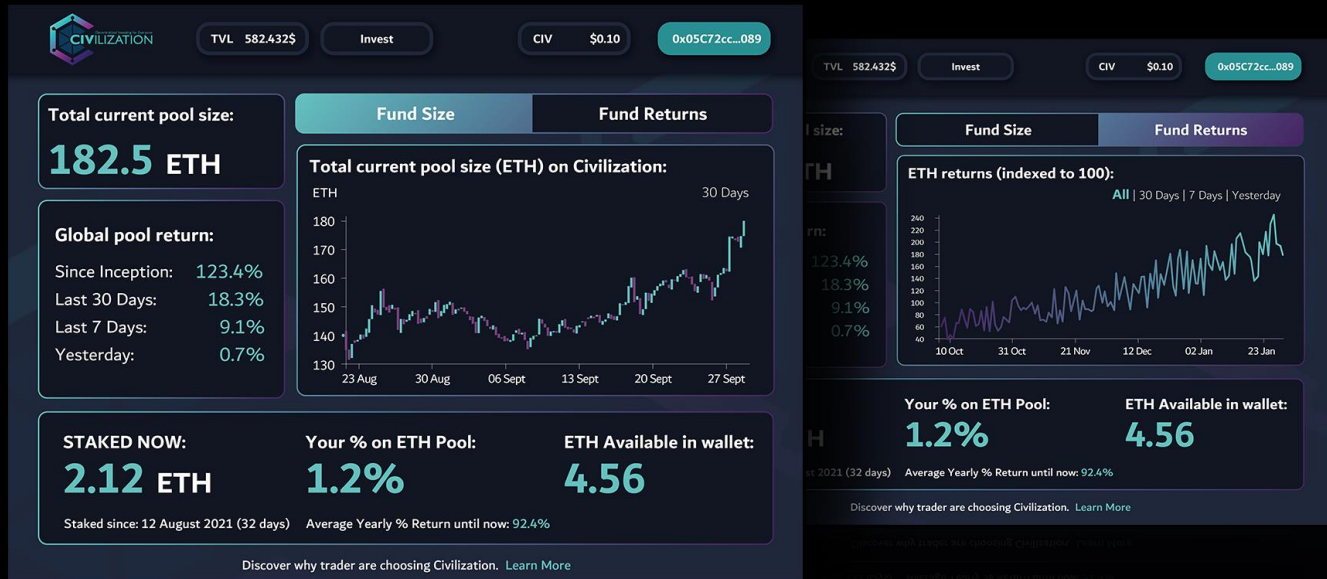 CIVILIZATION
TVL 582.432$
Invest
CIV $0.10
0x05C72cc...089
Total current pool size:
182.5 ETH
Global pool return:
Since Inception: 123.4%
Last 30 Days: 18.3%
Last 7 Days: 9.1%
Yesterday: 0.7%
Fund Size
Fund Returns
Total current pool size (ETH) on Civilization:
ETH
30 Days
180
170
160
150
140
130
23 Aug
30 Aug
06 Sept
13 Sept
20 Sept
27 Sept
STAKED NOW:
2.12 ETH
Staked since: 12 August 2021 (32 days)
Your % on ETH Pool:
1.2%
Average Yearly % Return until now: 92.4%
ETH Available in wallet:
4.56
Discover why trader are choosing Civilization. Learn More
TVL 582.432$
Invest
CIV $0.10
0x05C72cc...089
l size:
TH
rn:
123.4%
18.3%
9.1%
0.7%
Fund Size
Fund Returns
ETH returns (indexed to 100):
All | 30 Days | 7 Days | Yesterday
240
220
200
180
160
140
120
100
80
60
40
10 Oct
31 Oct
21 Nov
12 Dec
02 Jan
23 Jan
H
st 2021 (32 days)
Your % on ETH Pool:
1.2%
Average Yearly % Return until now: 92.4%
ETH Available in wallet:
4.56
Discover why trader are choosing Civilization. Learn More